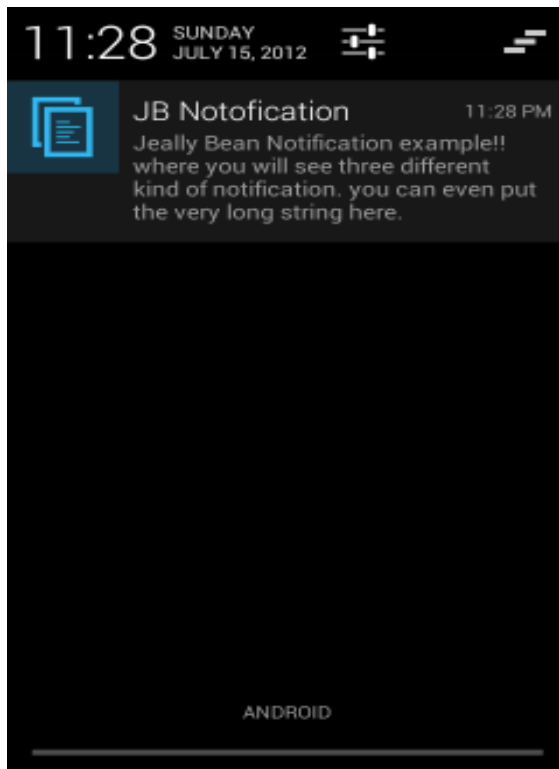 11:28 SUNDAY
JULY 15, 2012
JB Notofication 11:28 PM
Jeally Bean Notification example!!
where you will see three different
kind of notification. you can even put
the very long string here.
ANDROID